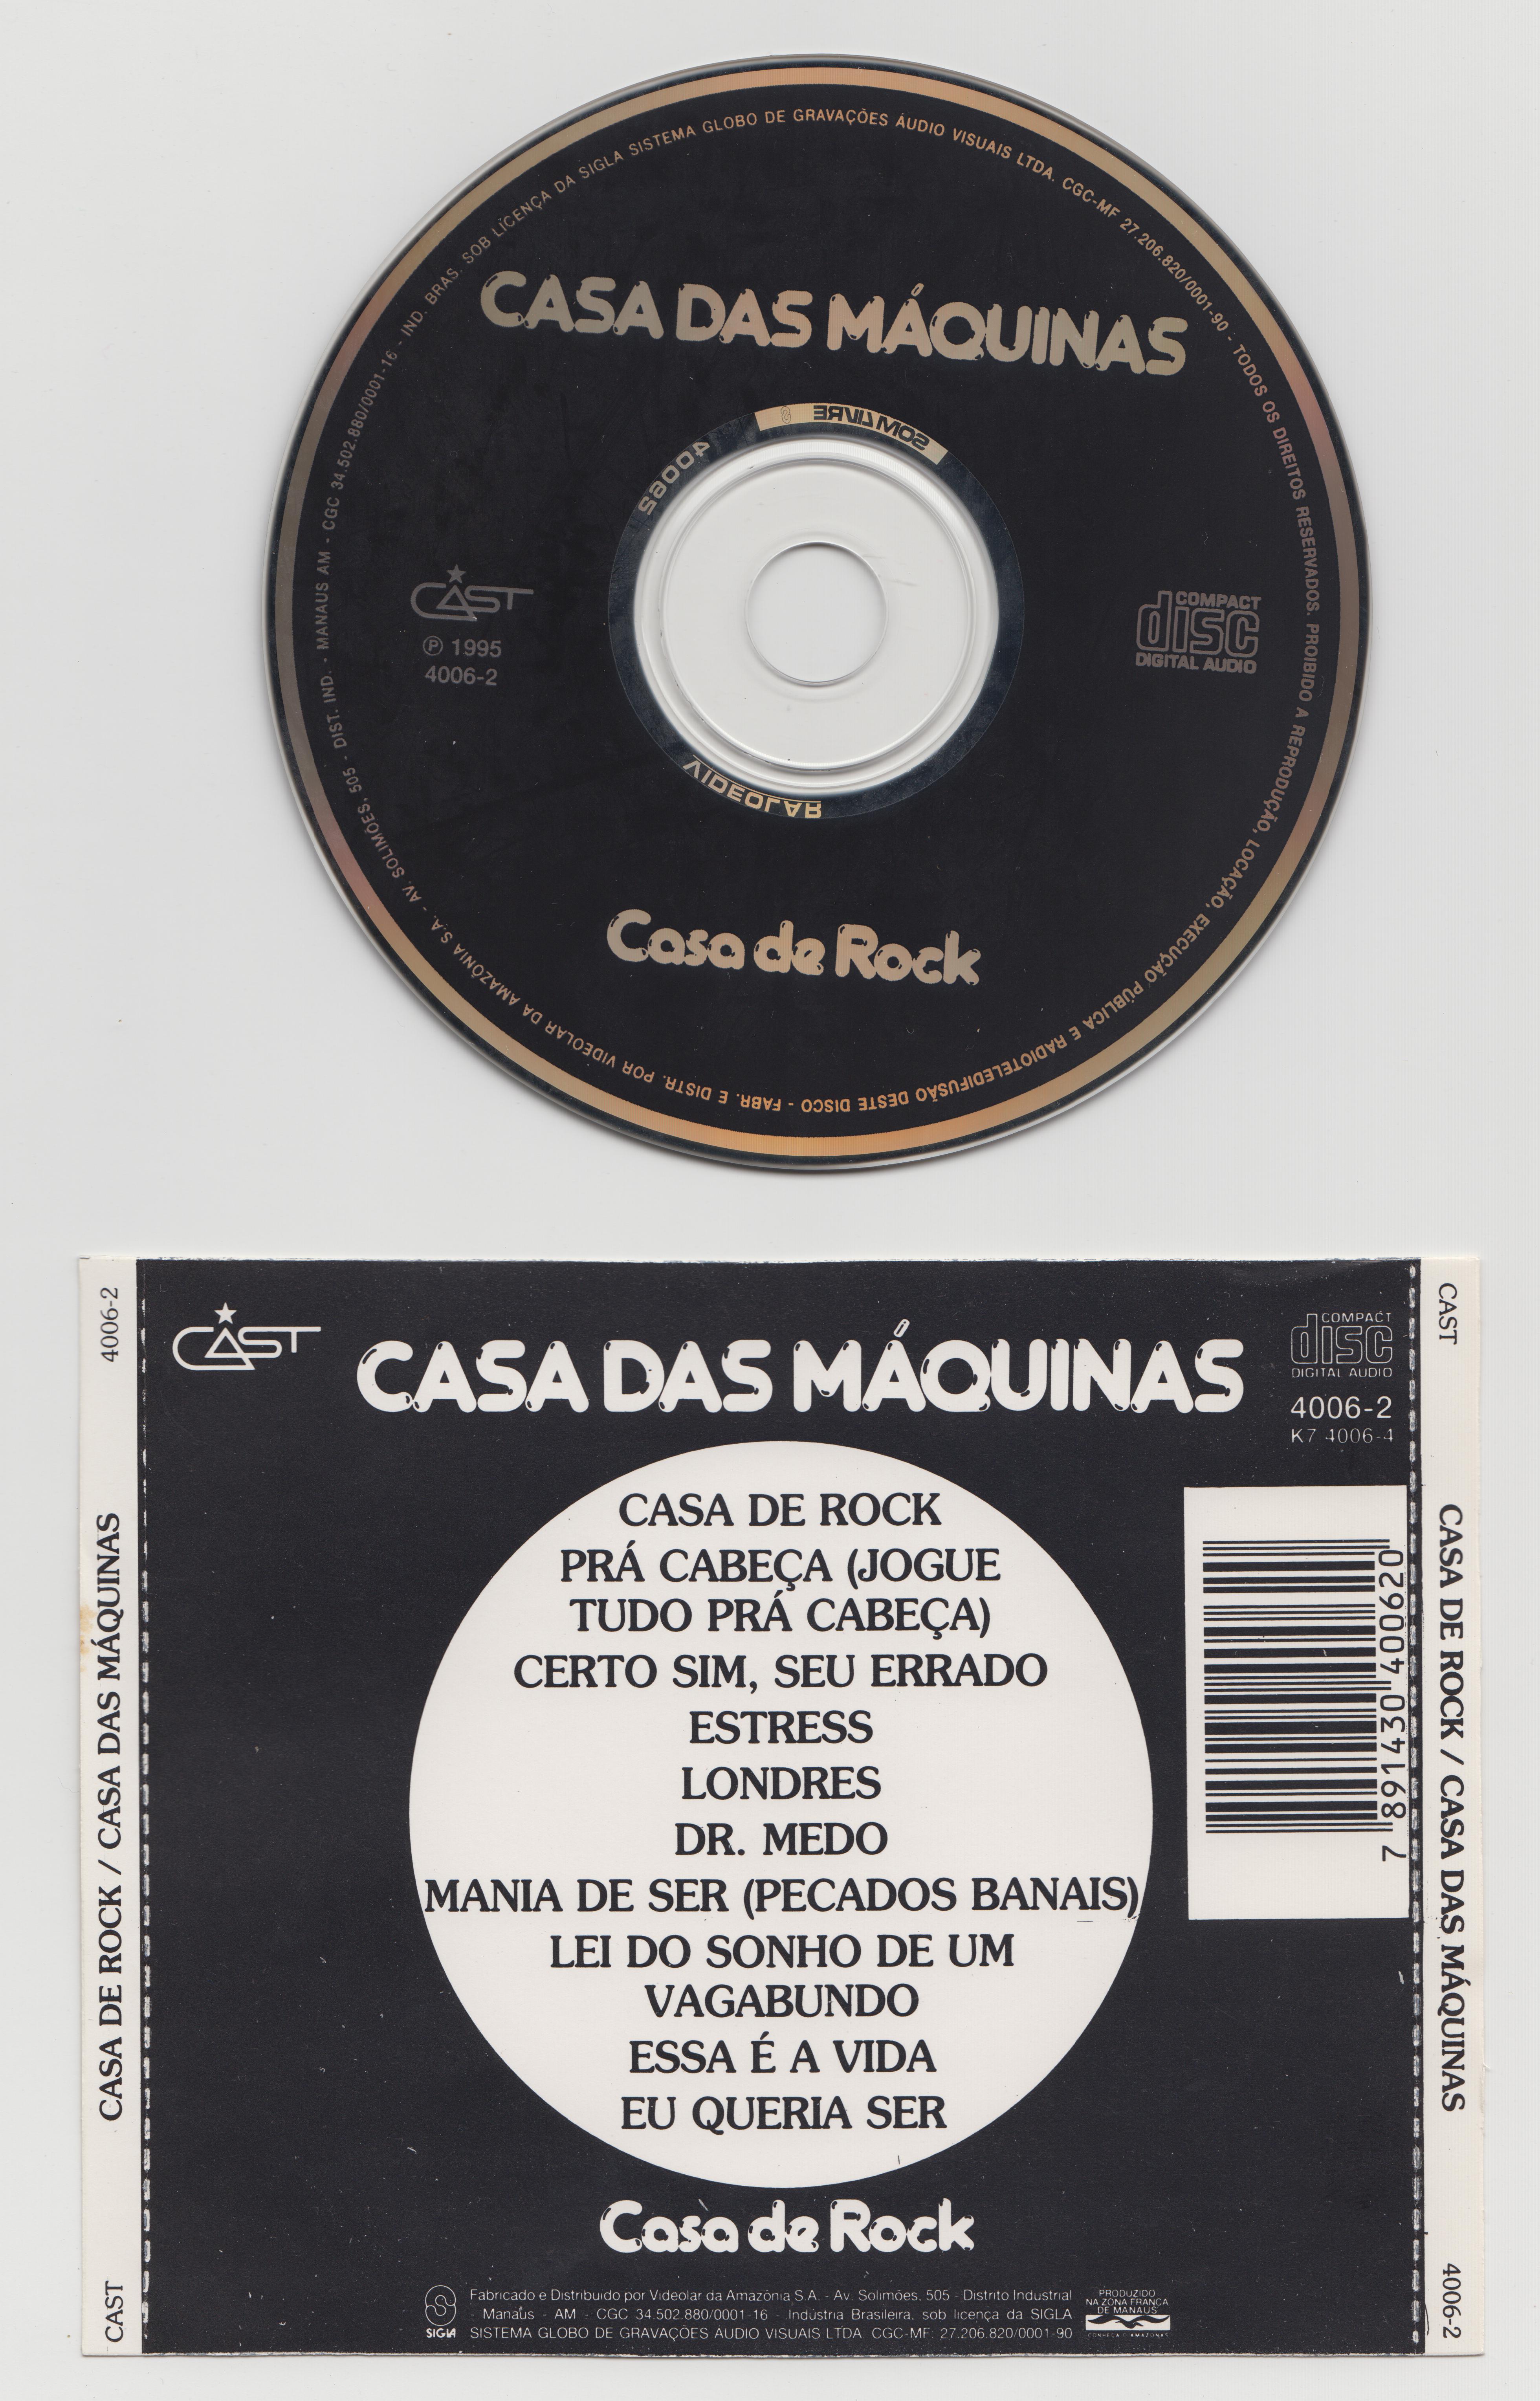 IND. BRAS. SOB LICENÇA DA SIGLA SISTEMA GLOBO DE GRAVAÇÕES ÁUDIO VISUAIS LTDA. CGC-MF 27.206.820/0001-90 - TODOS OS DIREITOS RESERVADOS. PROIBIDO A REPRODUÇÃO, LOCAÇÃO, EXECUÇÃO PÚBLICA E RADIOTELEDIFUSÃO DESTE DISCO - FABR. E DISTR. POR VIDEOLAR DA AMAZÔNIA S.A. - AV. SOLIMÕES, 505 - DIST. IND. - MANAUS AM - CGC 34.502.880/0001-16 -
CASA DAS MÁQUINAS
SOM LIVRE
40062
CAST
℗ 1995
4006-2
COMPACT
disc
DIGITAL AUDIO
VIDEOLAR
Casa de Rock
4006-2
CASA DE ROCK / CASA DAS MÁQUINAS
CAST
CAST
CASA DAS MÁQUINAS
COMPACT
disc
DIGITAL AUDIO
4006-2
K7 4006-4
CASA DE ROCK
PRÁ CABEÇA (JOGUE
TUDO PRÁ CABEÇA)
CERTO SIM, SEU ERRADO
ESTRESS
LONDRES
DR. MEDO
MANIA DE SER (PECADOS BANAIS)
LEI DO SONHO DE UM
VAGABUNDO
ESSA É A VIDA
EU QUERIA SER
7 891430 400620
Casa de Rock
SIGLA
Fabricado e Distribuido por Videolar da Amazônia S.A. - Av. Solimões, 505 - Distrito Industrial
- Manaus - AM - CGC 34.502.880/0001-16 - Indústria Brasileira, sob licença da SIGLA
SISTEMA GLOBO DE GRAVAÇÕES AUDIO VISUAIS LTDA. CGC-MF: 27.206.820/0001-90
PRODUZIDO
NA ZONA FRANCA
DE MANAUS
CONHEÇA O AMAZONAS
CAST
CASA DE ROCK / CASA DAS MÁQUINAS
4006-2